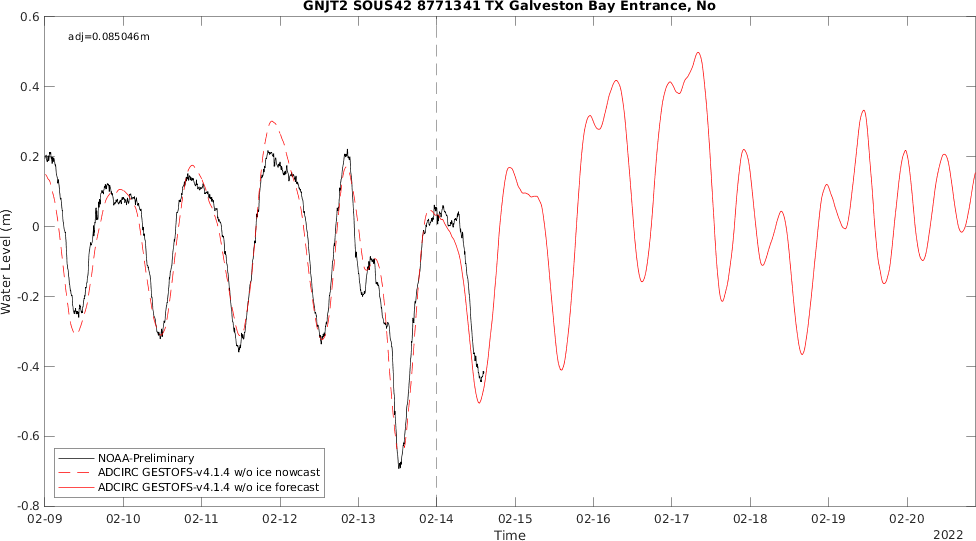 GNJT2 SOUS42 8771341 TX Galveston Bay Entrance, No
adj=0.085046m
0.6
0.4
0.2
0
-0.2
-0.4
-0.6
-0.8
Water Level (m)
NOAA-Preliminary
ADCIRC GESTOFS-v4.1.4 w/o ice nowcast
ADCIRC GESTOFS-v4.1.4 w/o ice forecast
02-09 02-10 02-11 02-12 02-13 02-14 02-15 02-16 02-17 02-18 02-19 02-20
Time
2022